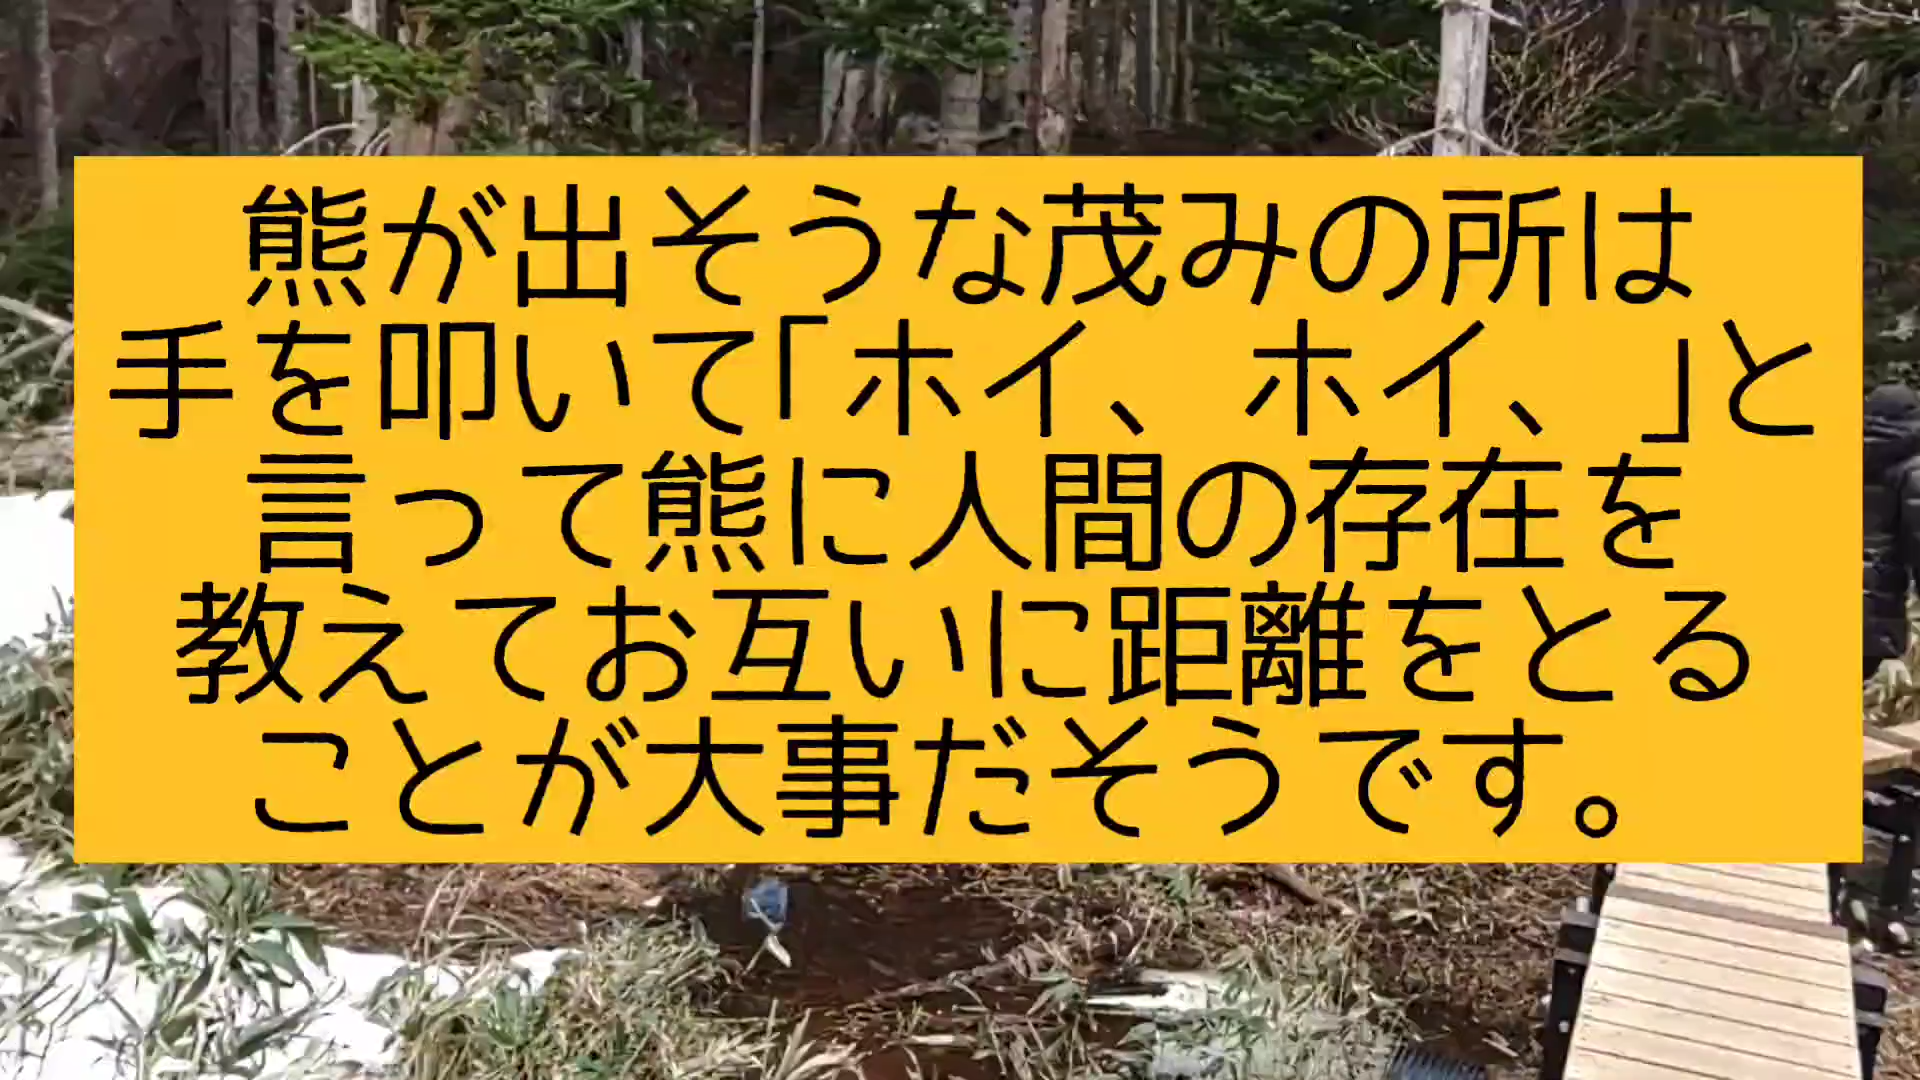 熊が出そうな茂みの所は
手を叩いて「ホイ、ホイ、」と
言って熊に人間の存在を
教えてお互いに距離をとる
ことが大事だそうです。